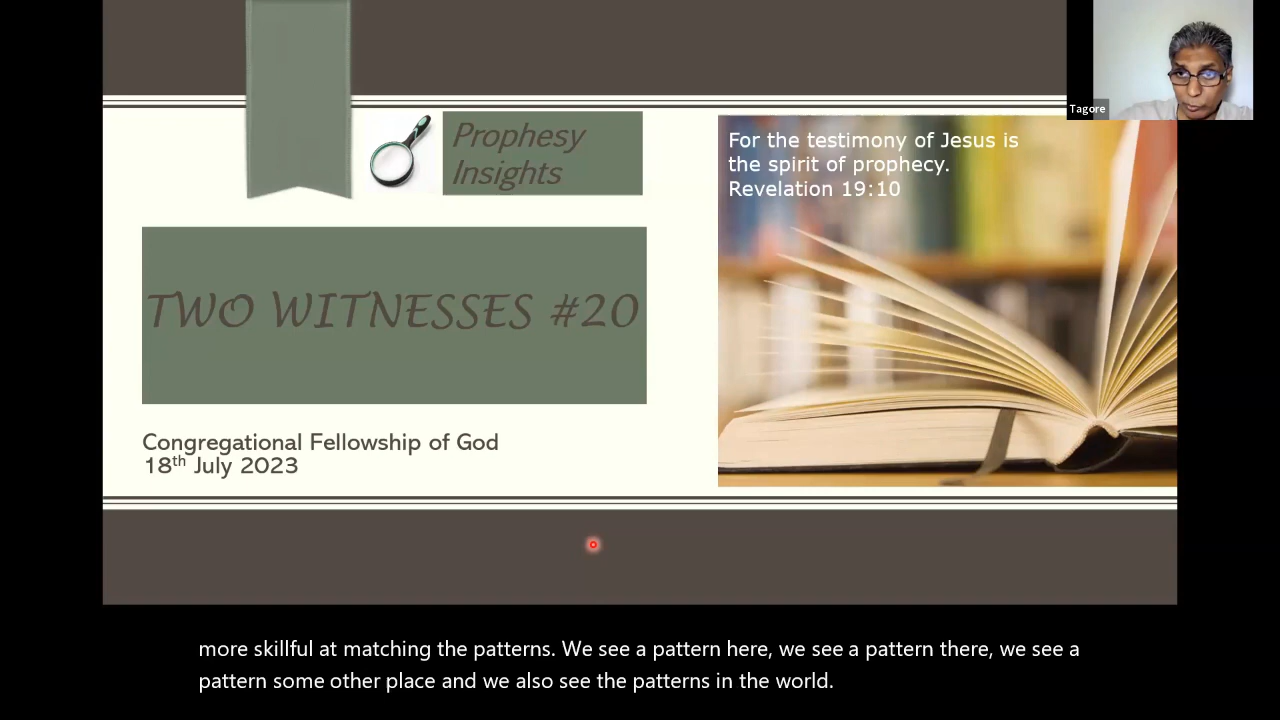 Tagore
Prophesy
Insights
For the testimony of Jesus is
the spirit of prophecy.
Revelation 19:10
TWO WITNESSES #20
Congregational Fellowship of God
18th July 2023
more skillful at matching the patterns. We see a pattern here, we see a pattern there, we see a
pattern some other place and we also see the patterns in the world.